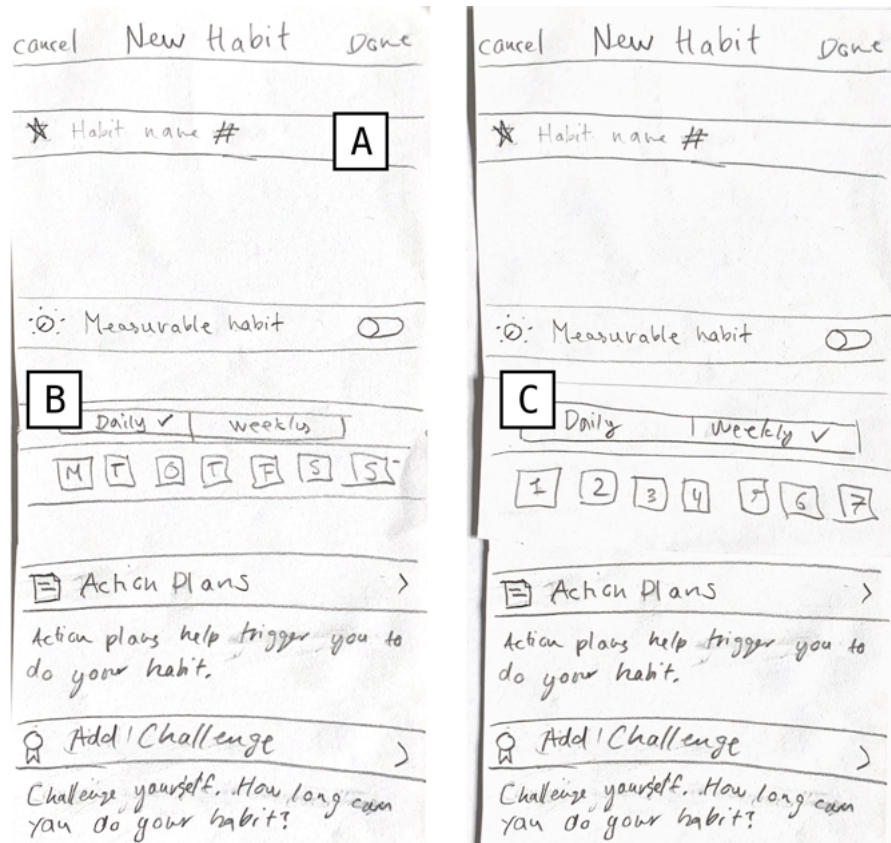 cancel New Habit Done
Habit name #
A
Measurable habit
B
Daily ✓ weekly
M T O T F S S
Action Plans >
Action plans help trigger you to
do your habit.
Add Challenge >
Challenge yourself. How long can
you do your habit?
cancel New Habit Done
Habit name #
Measurable habit
C
Daily weekly ✓
1 2 3 4 5 6 7
Action Plans >
Action plans help trigger you to
do your habit.
Add Challenge >
Challenge yourself. How long can
you do your habit?